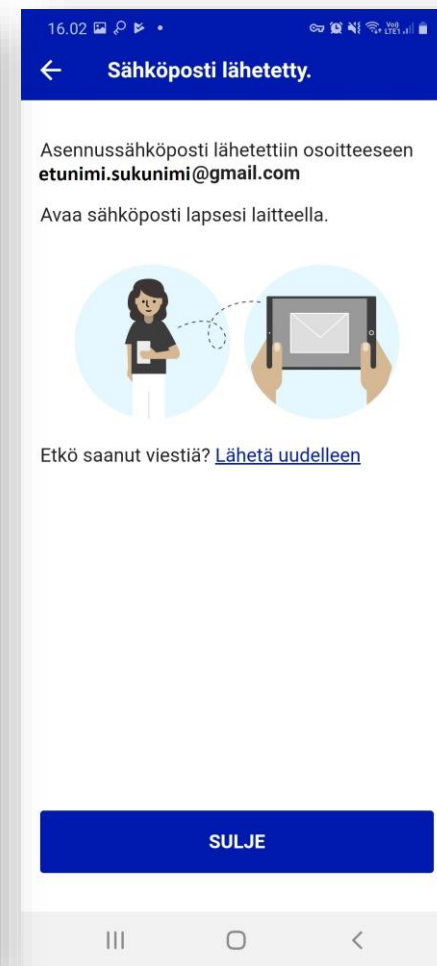 16.02
Sähköposti lähetetty.
Asennussähköposti lähetettiin osoitteeseen
etunimi.sukunimi@gmail.com
Avaa sähköposti lapsesi laitteella.
Etkö saanut viestiä? Lähetä uudelleen
SULJE